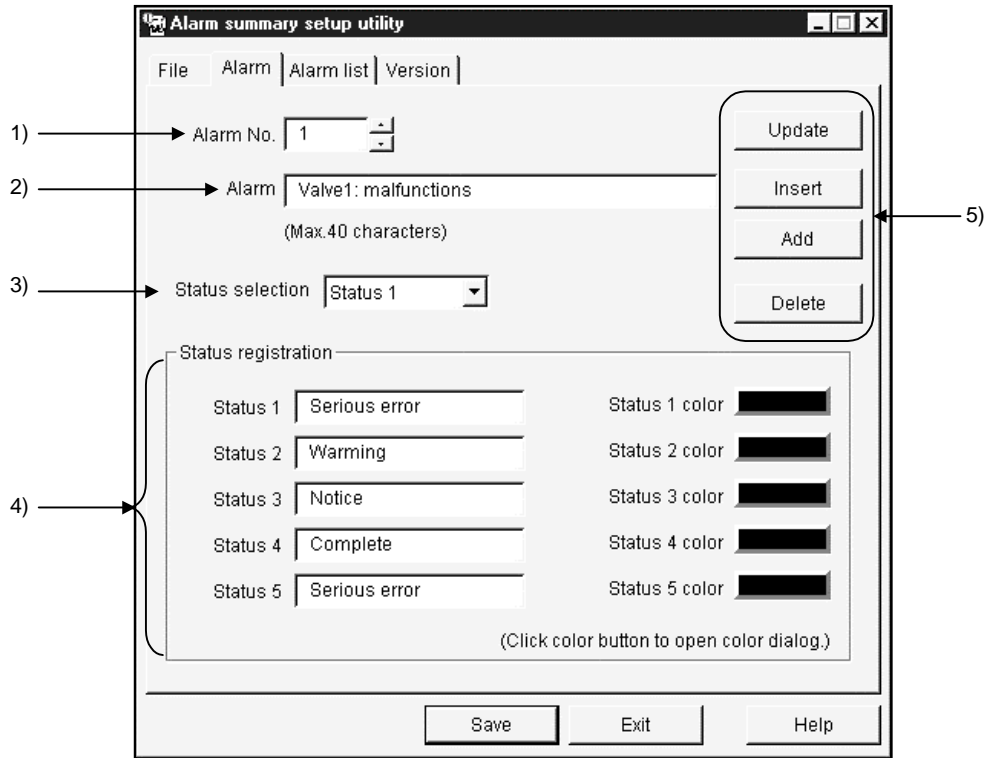 Alarm summary setup utility
File Alarm Alarm list Version
1) Alarm No. 1 Update
2) Alarm Valve1: malfunctions Insert
5)
(Max.40 characters) Add
3) Status selection Status 1 Delete
Status registration
Status 1 Serious error Status 1 color
Status 2 Warming Status 2 color
4) Status 3 Notice Status 3 color
Status 4 Complete Status 4 color
Status 5 Serious error Status 5 color
(Click color button to open color dialog.)
Save Exit Help